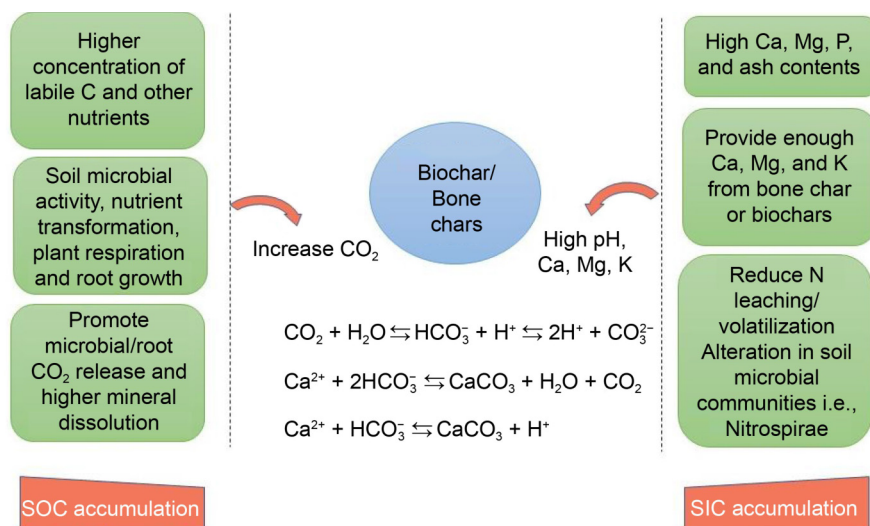 Higher
concentration of
labile C and other
nutrients
Soil microbial
activity, nutrient
transformation,
plant respiration
and root growth
Promote
microbial/root
CO₂ release and
higher mineral
dissolution
SOC accumulation
Biochar/
Bone
chars
Increase CO₂
High pH,
Ca, Mg, K
CO₂ + H₂O ⇆ HCO₃⁻ + H⁺ ⇆ 2H⁺ + CO₃²⁻
Ca²⁺ + 2HCO₃⁻ ⇆ CaCO₃ + H₂O + CO₂
Ca²⁺ + HCO₃⁻ ⇆ CaCO₃ + H⁺
High Ca, Mg, P,
and ash contents
Provide enough
Ca, Mg, and K
from bone char
or biochars
Reduce N
leaching/
volatilization
Alteration in soil
microbial
communities i.e.,
Nitrospirae
SIC accumulation